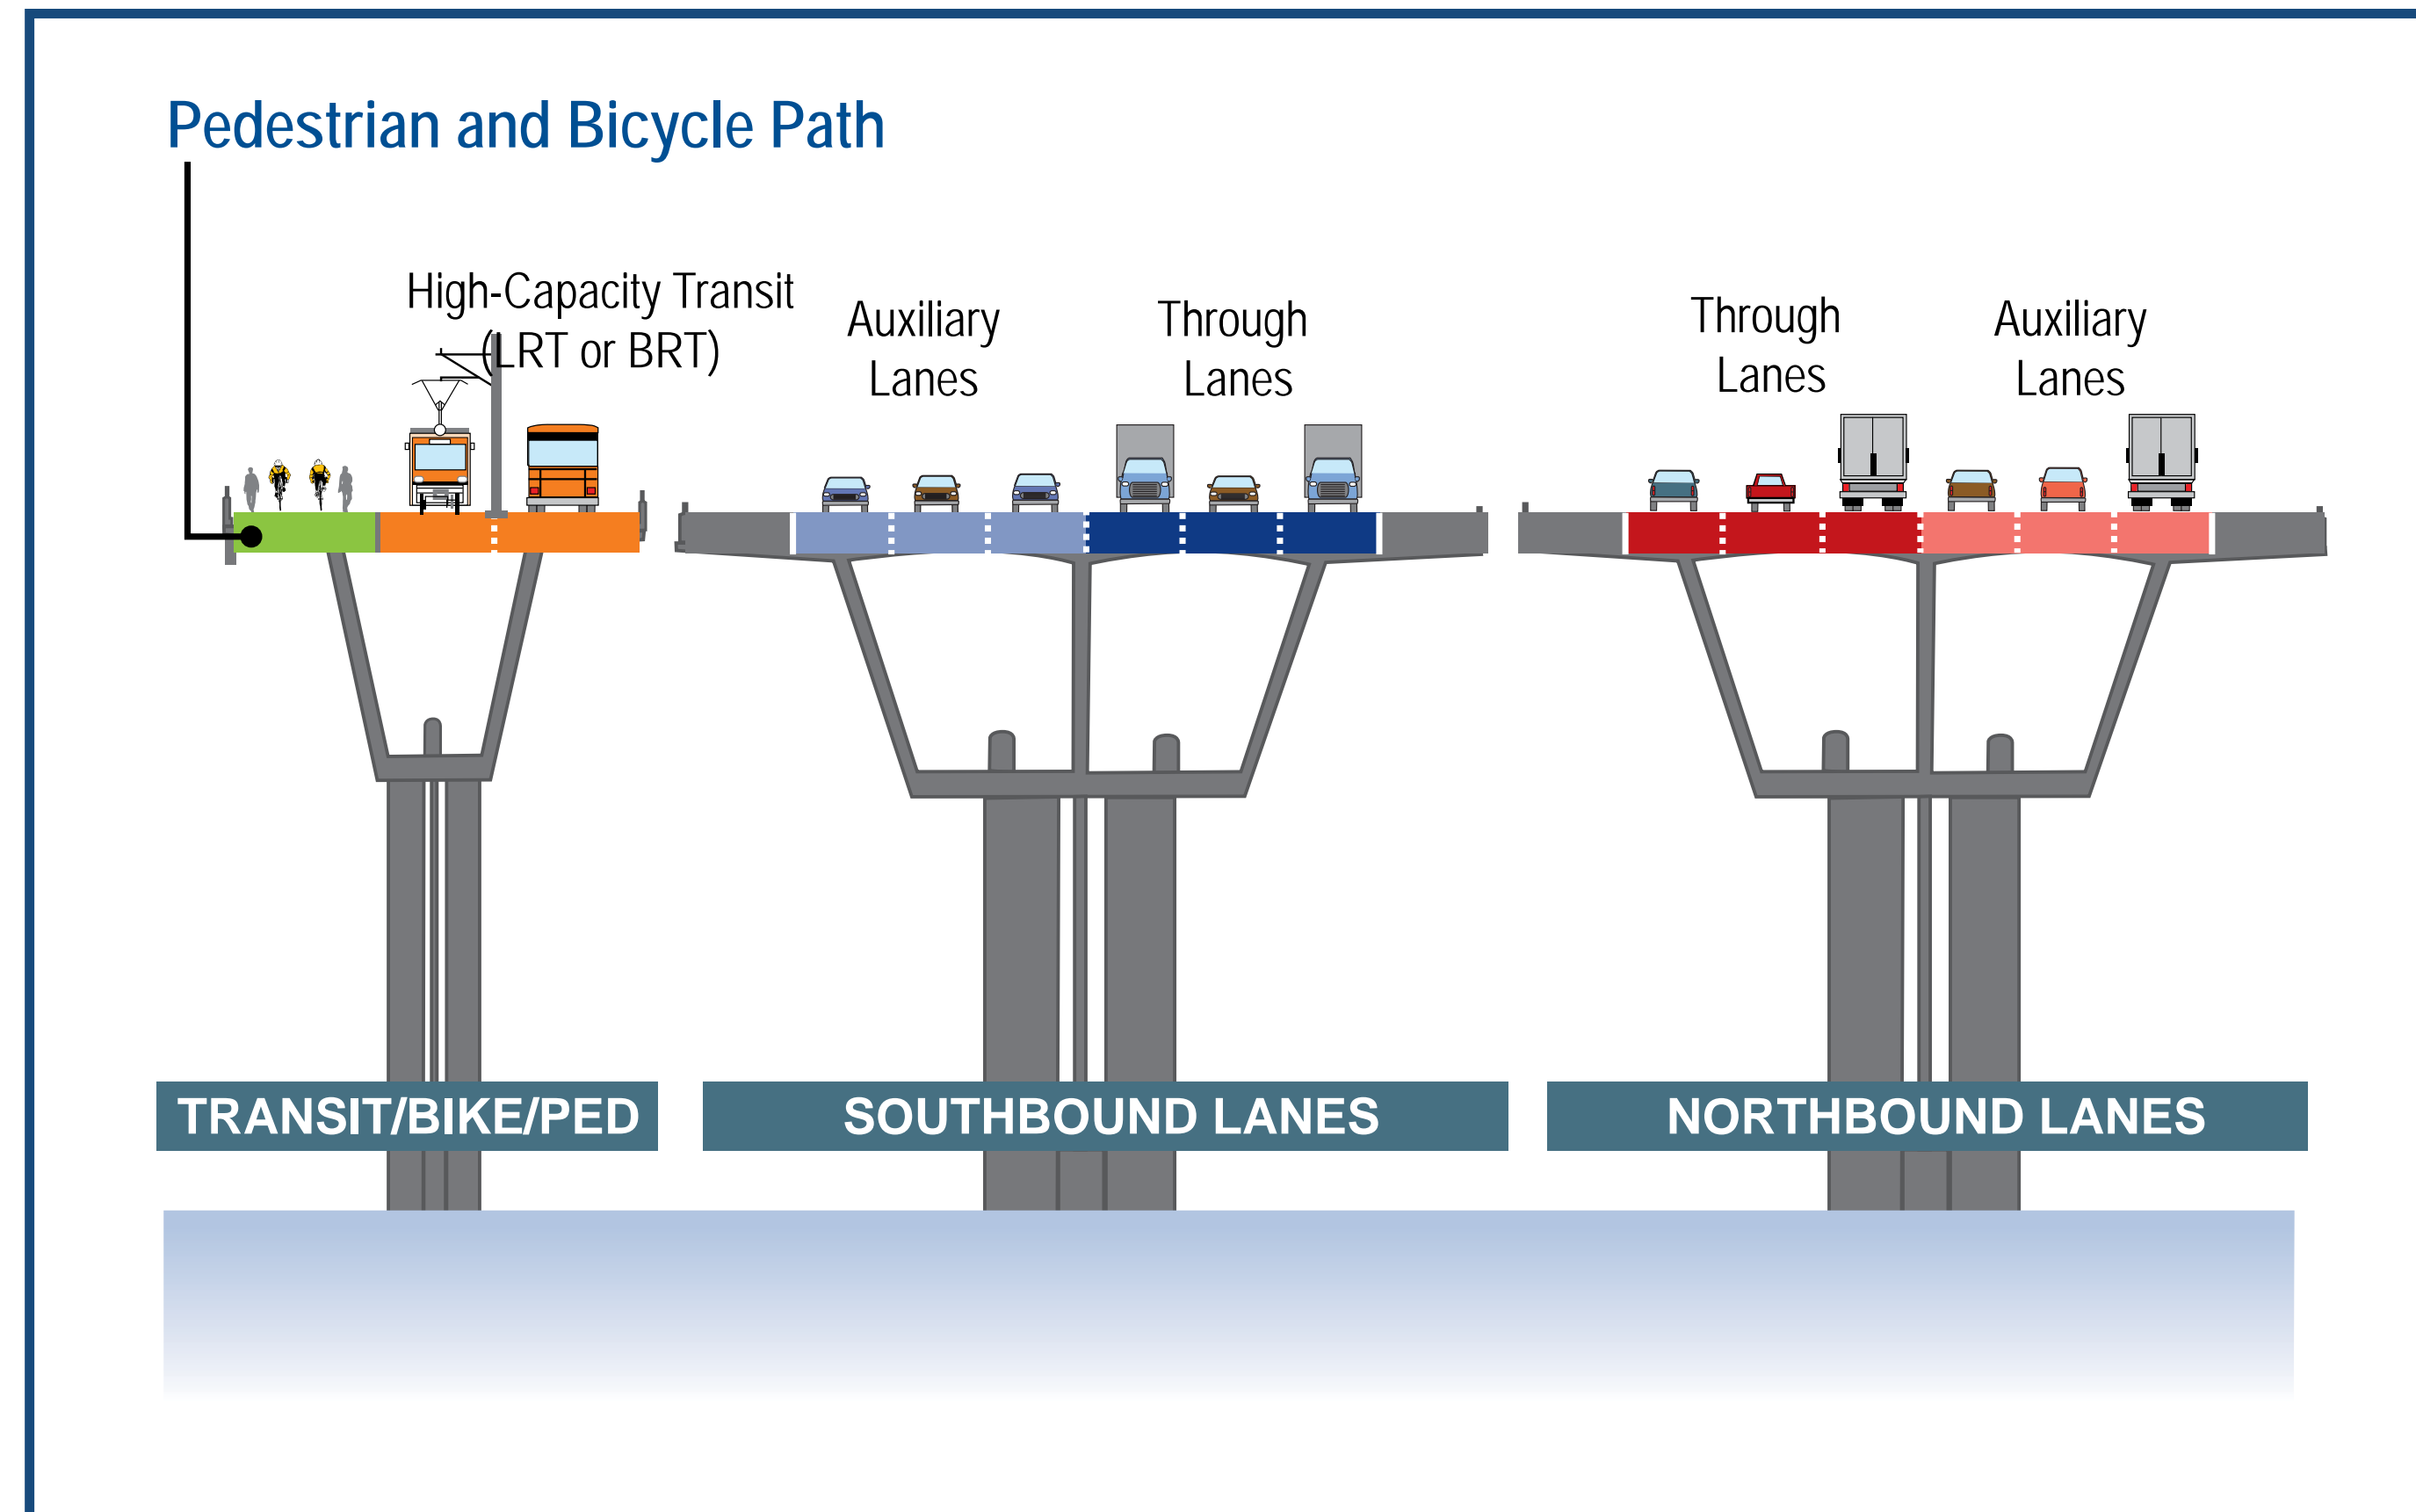 Pedestrian and Bicycle Path
High-Capacity Transit
(LRT or BRT)
Auxiliary
Lanes
Through
Lanes
Through
Lanes
Auxiliary
Lanes
TRANSIT/BIKE/PED
SOUTHBOUND LANES
NORTHBOUND LANES